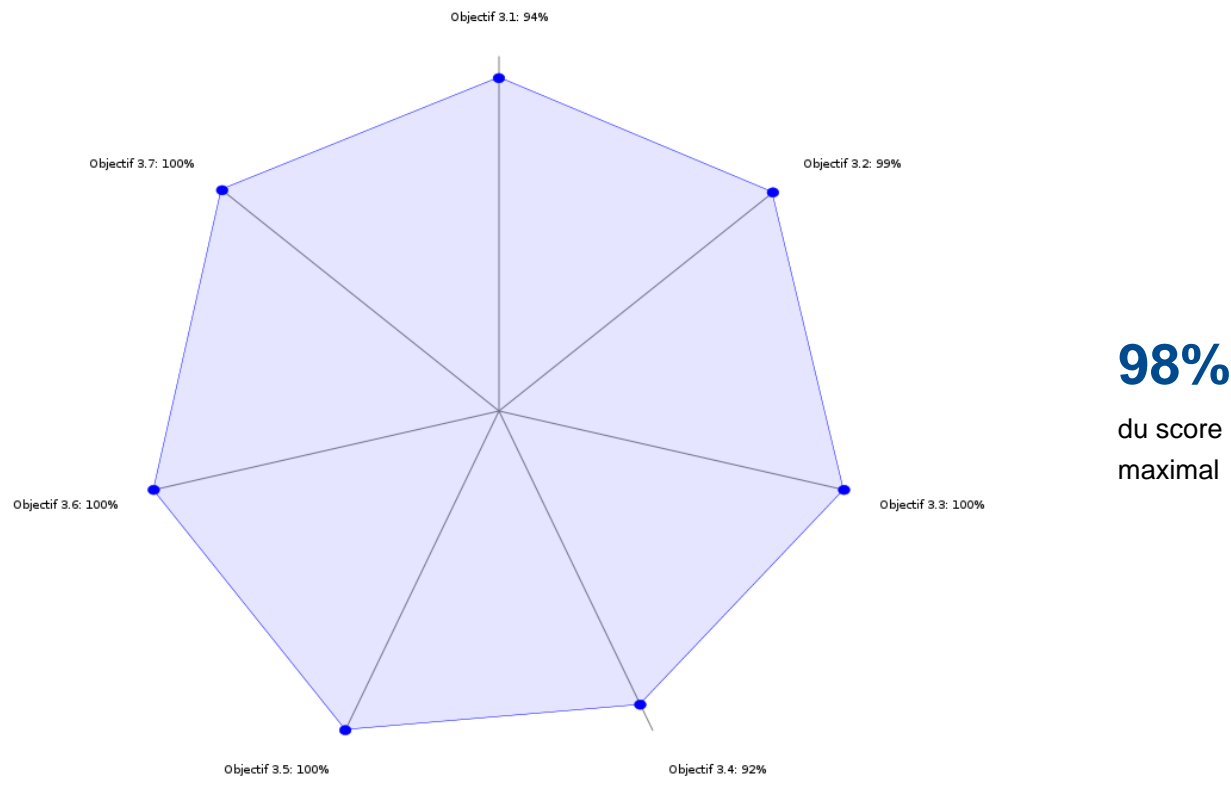 Objectif 3.1: 94%
Objectif 3.7: 100%
Objectif 3.2: 99%
98%
du score
maximal
Objectif 3.6: 100%
Objectif 3.3: 100%
Objectif 3.5: 100%
Objectif 3.4: 92%